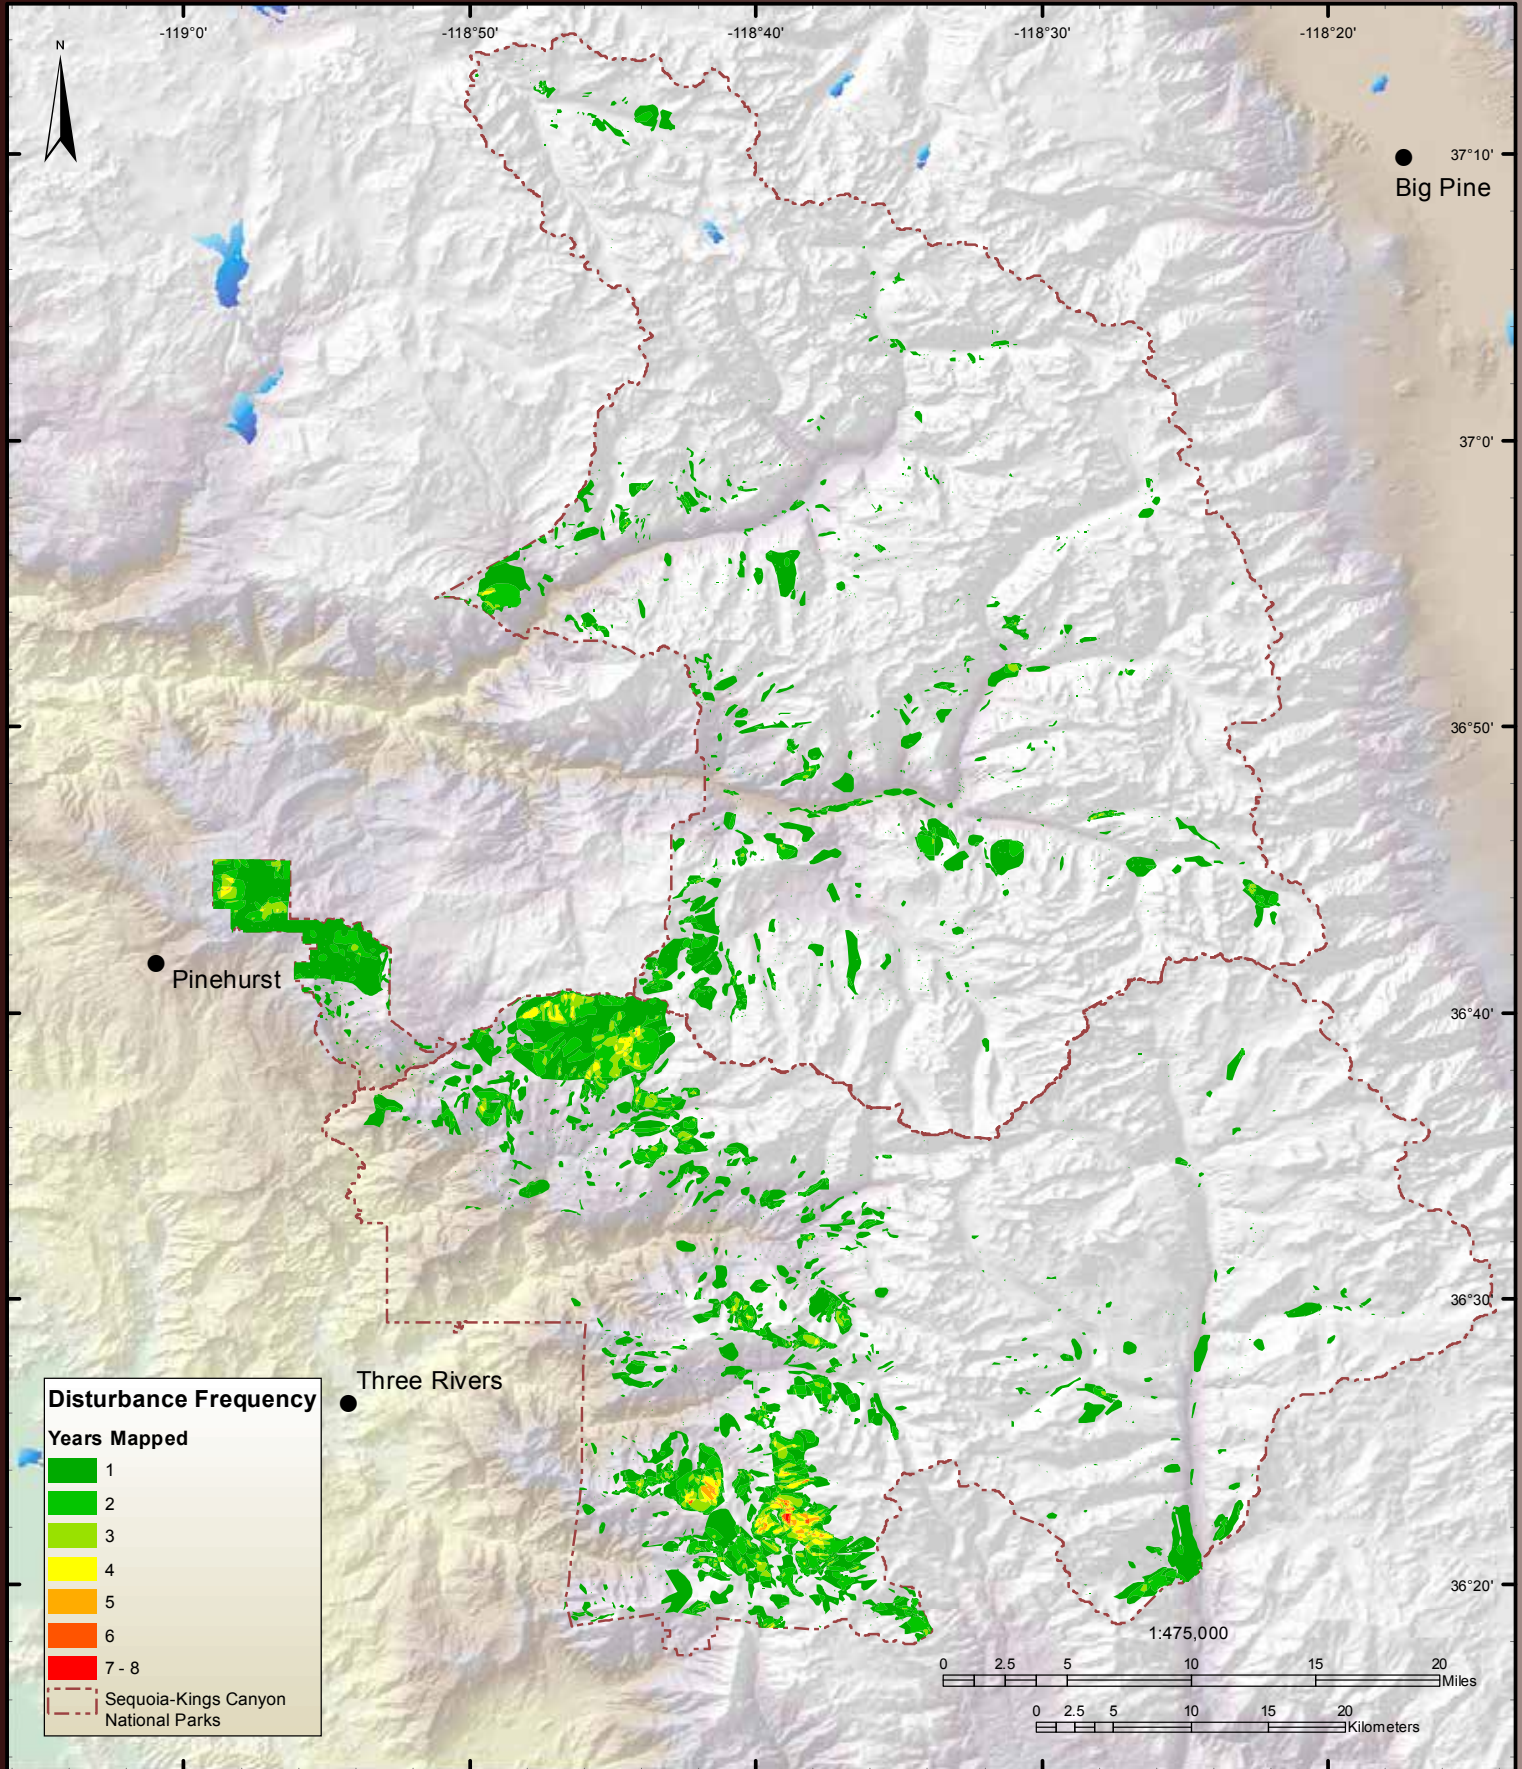 -119°0'
-118°50'
-118°40'
-118°30'
-118°20'
N
37°10'
Big Pine
37°0'
36°50'
Pinehurst
36°40'
36°30'
Three Rivers
Disturbance Frequency
Years Mapped
1
2
3
4
5
6
7 - 8
Sequoia-Kings Canyon
National Parks
36°20'
1:475,000
0 2.5 5 10 15 20
Miles
0 2.5 5 10 15 20
Kilometers